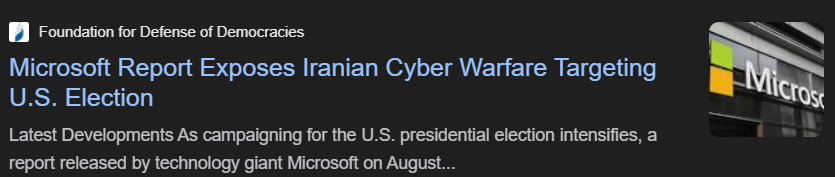 Foundation for Defense of Democracies
Microsoft Report Exposes Iranian Cyber Warfare Targeting
U.S. Election
Latest Developments As campaigning for the U.S. presidential election intensifies, a
report released by technology giant Microsoft on August...